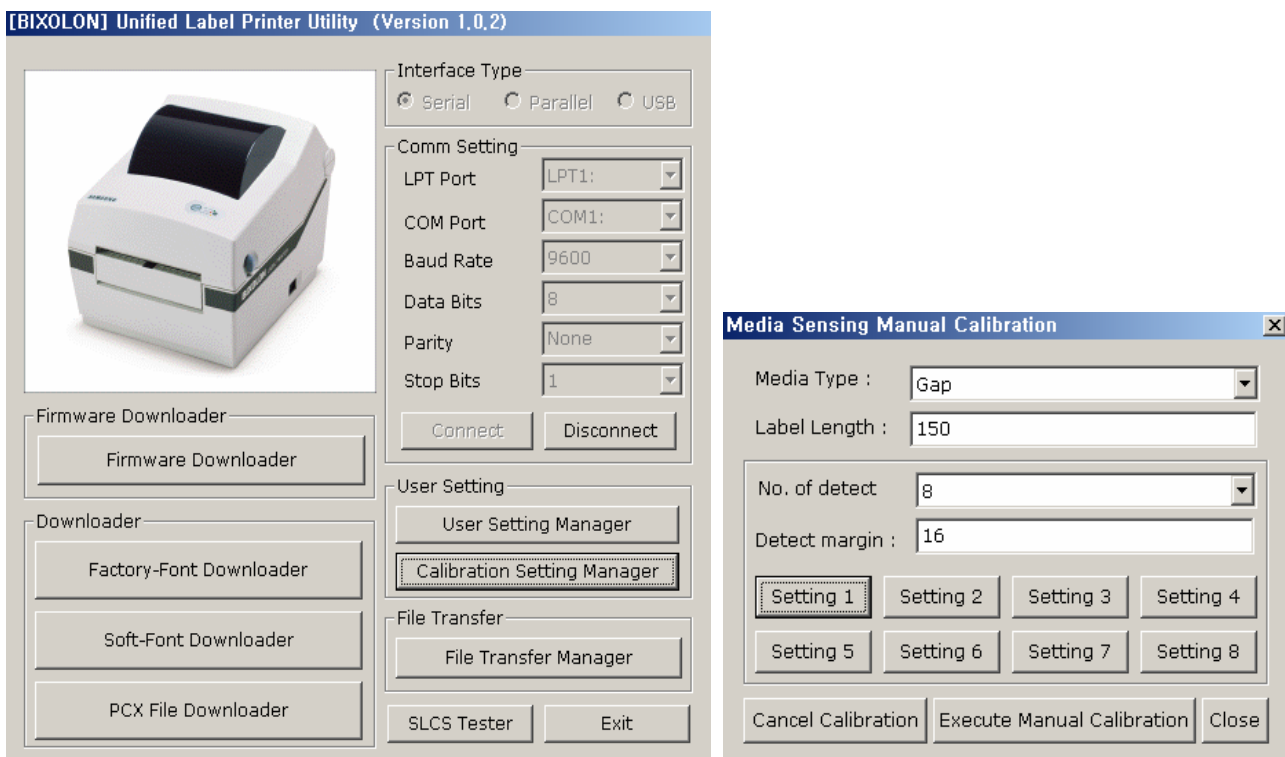 [BIXOLON] Unified Label Printer Utility (Version 1,0,2)
Interface Type
Serial Parallel USB
Comm Setting
LPT Port LPT1:
COM Port COM1:
Baud Rate 9600
Data Bits 8
Parity None
Stop Bits 1
Connect Disconnect
Firmware Downloader
Firmware Downloader
Downloader
Factory-Font Downloader
Soft-Font Downloader
PCX File Downloader
User Setting
User Setting Manager
Calibration Setting Manager
File Transfer
File Transfer Manager
SLCS Tester Exit
Media Sensing Manual Calibration
Media Type : Gap
Label Length : 150
No. of detect 8
Detect margin : 16
Setting 1 Setting 2 Setting 3 Setting 4
Setting 5 Setting 6 Setting 7 Setting 8
Cancel Calibration Execute Manual Calibration Close